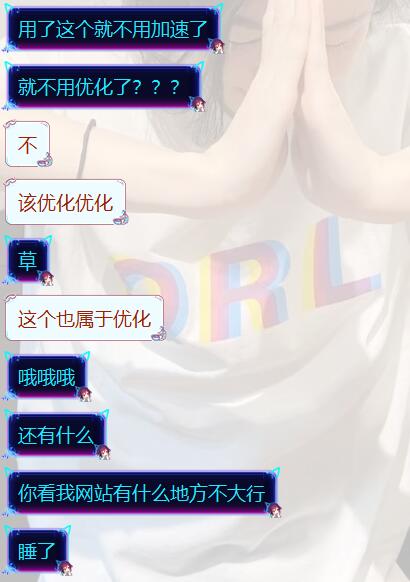 用了这个就不用加速了
就不用优化了？？？
不
该优化优化
草
这个也属于优化
哦哦哦
还有什么
你看我网站有什么地方不大行
睡了